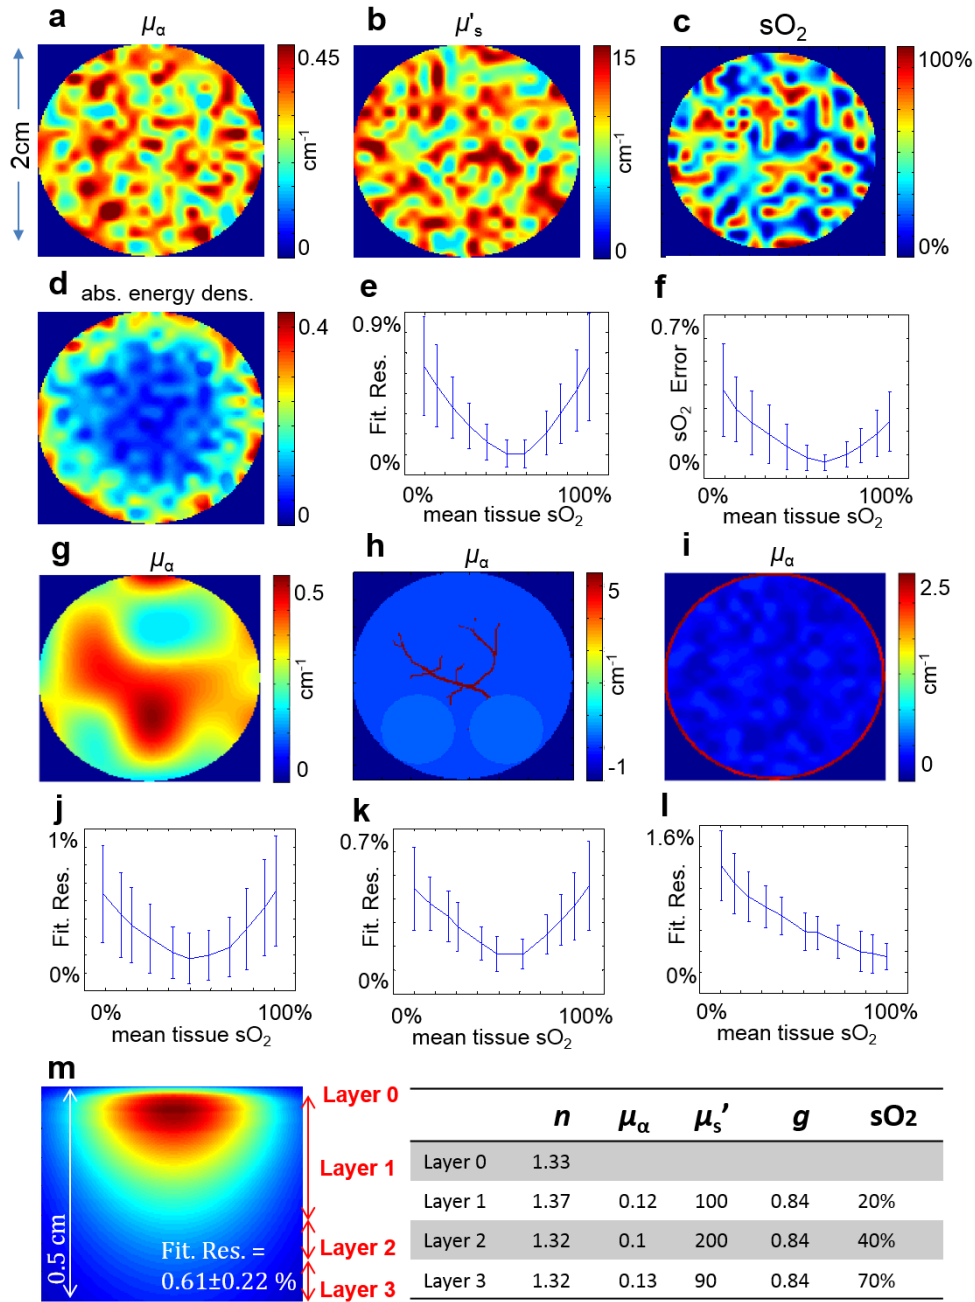 a μα
b μ's
c sO2
2cm
0.45
cm-1
0
15
cm-1
0
100%
0%
d abs. energy dens.
0.4
0
e
0.9%
Fit. Res.
0%
0% 100%
mean tissue sO2
f
0.7%
sO2 Error
0%
0% 100%
mean tissue sO2
g μα
0.5
cm-1
0
h μα
5
cm-1
-1
i μα
2.5
cm-1
0
j
1%
Fit. Res.
0%
0% 100%
mean tissue sO2
k
0.7%
Fit. Res.
0%
0% 100%
mean tissue sO2
l
1.6%
Fit. Res.
0%
0% 100%
mean tissue sO2
m
0.5 cm
Fit. Res. =
0.61±0.22 %
Layer 0
Layer 1
Layer 2
Layer 3
n μα μs’ g sO2
Layer 0 1.33
Layer 1 1.37 0.12 100 0.84 20%
Layer 2 1.32 0.1 200 0.84 40%
Layer 3 1.32 0.13 90 0.84 70%